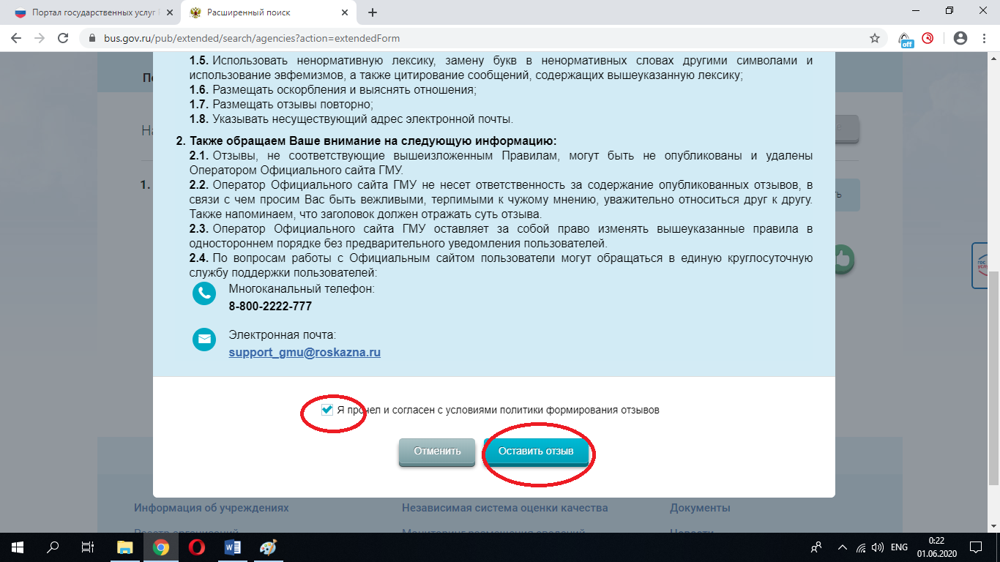 Портал государственных услуг
Расширенный поиск
bus.gov.ru/pub/extended/search/agencies?action=extendedForm
off
1.5. Использовать ненормативную лексику, замену букв в ненормативных словах другими символами и
использование эвфемизмов, а также цитирование сообщений, содержащих вышеуказанную лексику;
1.6. Размещать оскорбления и выяснять отношения;
1.7. Размещать отзывы повторно;
1.8. Указывать несуществующий адрес электронной почты.
2. Также обращаем Ваше внимание на следующую информацию:
2.1. Отзывы, не соответствующие вышеизложенным Правилам, могут быть не опубликованы и удалены
Оператором Официального сайта ГМУ.
1.
2.2. Оператор Официального сайта ГМУ не несет ответственность за содержание опубликованных отзывов, в
связи с чем просим Вас быть вежливыми, терпимыми к чужому мнению, уважительно относиться друг к другу.
Также напоминаем, что заголовок должен отражать суть отзыва.
2.3. Оператор Официального сайта ГМУ оставляет за собой право изменять вышеуказанные правила в
одностороннем порядке без предварительного уведомления пользователей.
2.4. По вопросам работы с Официальным сайтом пользователи могут обращаться в единую круглосуточную
службу поддержки пользователей:
Многоканальный телефон:
8-800-2222-777
Электронная почта:
support_gmu@roskazna.ru
Я прочел и согласен с условиями политики формирования отзывов
Отменить Оставить отзыв
Информация об учреждениях Независимая система оценки качества Документы
ENG
0:22
01.06.2020